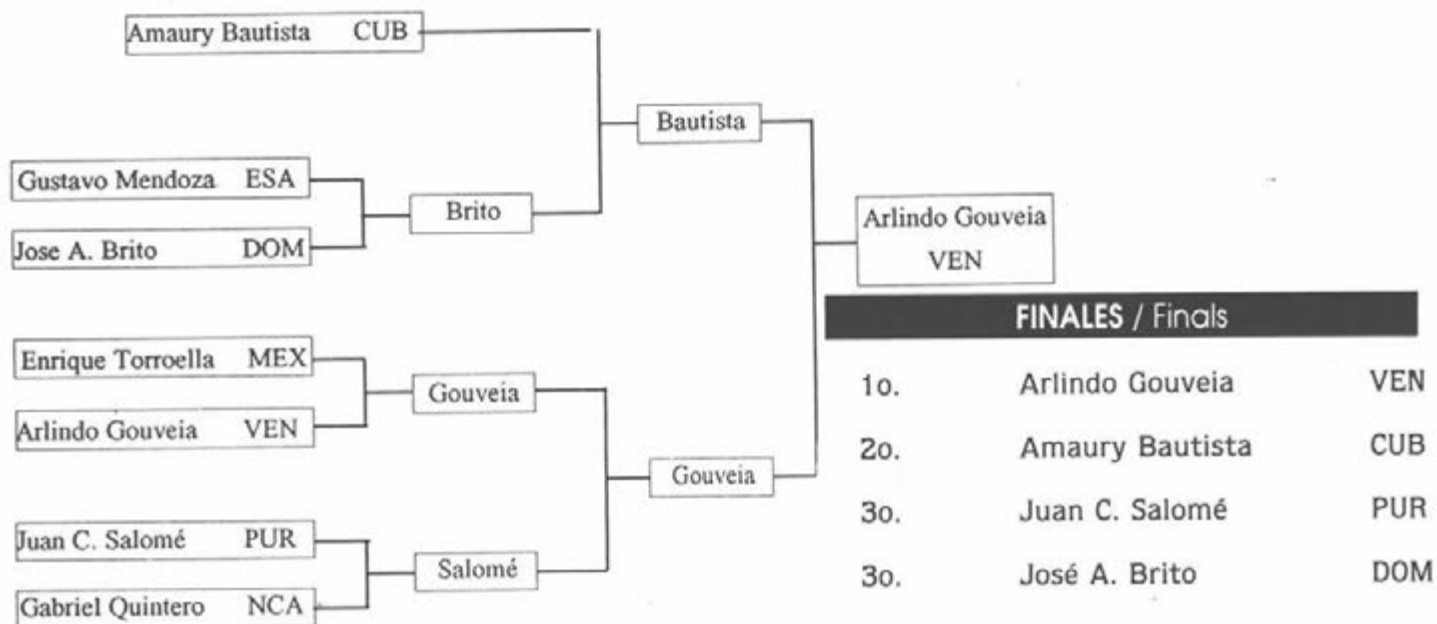 Amaury Bautista CUB
Bautista
Gustavo Mendoza ESA
Brito
Jose A. Brito DOM
Arlindo Gouveia
VEN
FINALES / Finals
Enrique Torroella MEX
Gouveia
Arlindo Gouveia VEN
Gouveia
Juan C. Salomé PUR
Salomé
Gabriel Quintero NCA
1o. Arlindo Gouveia VEN
2o. Amaury Bautista CUB
3o. Juan C. Salomé PUR
3o. José A. Brito DOM